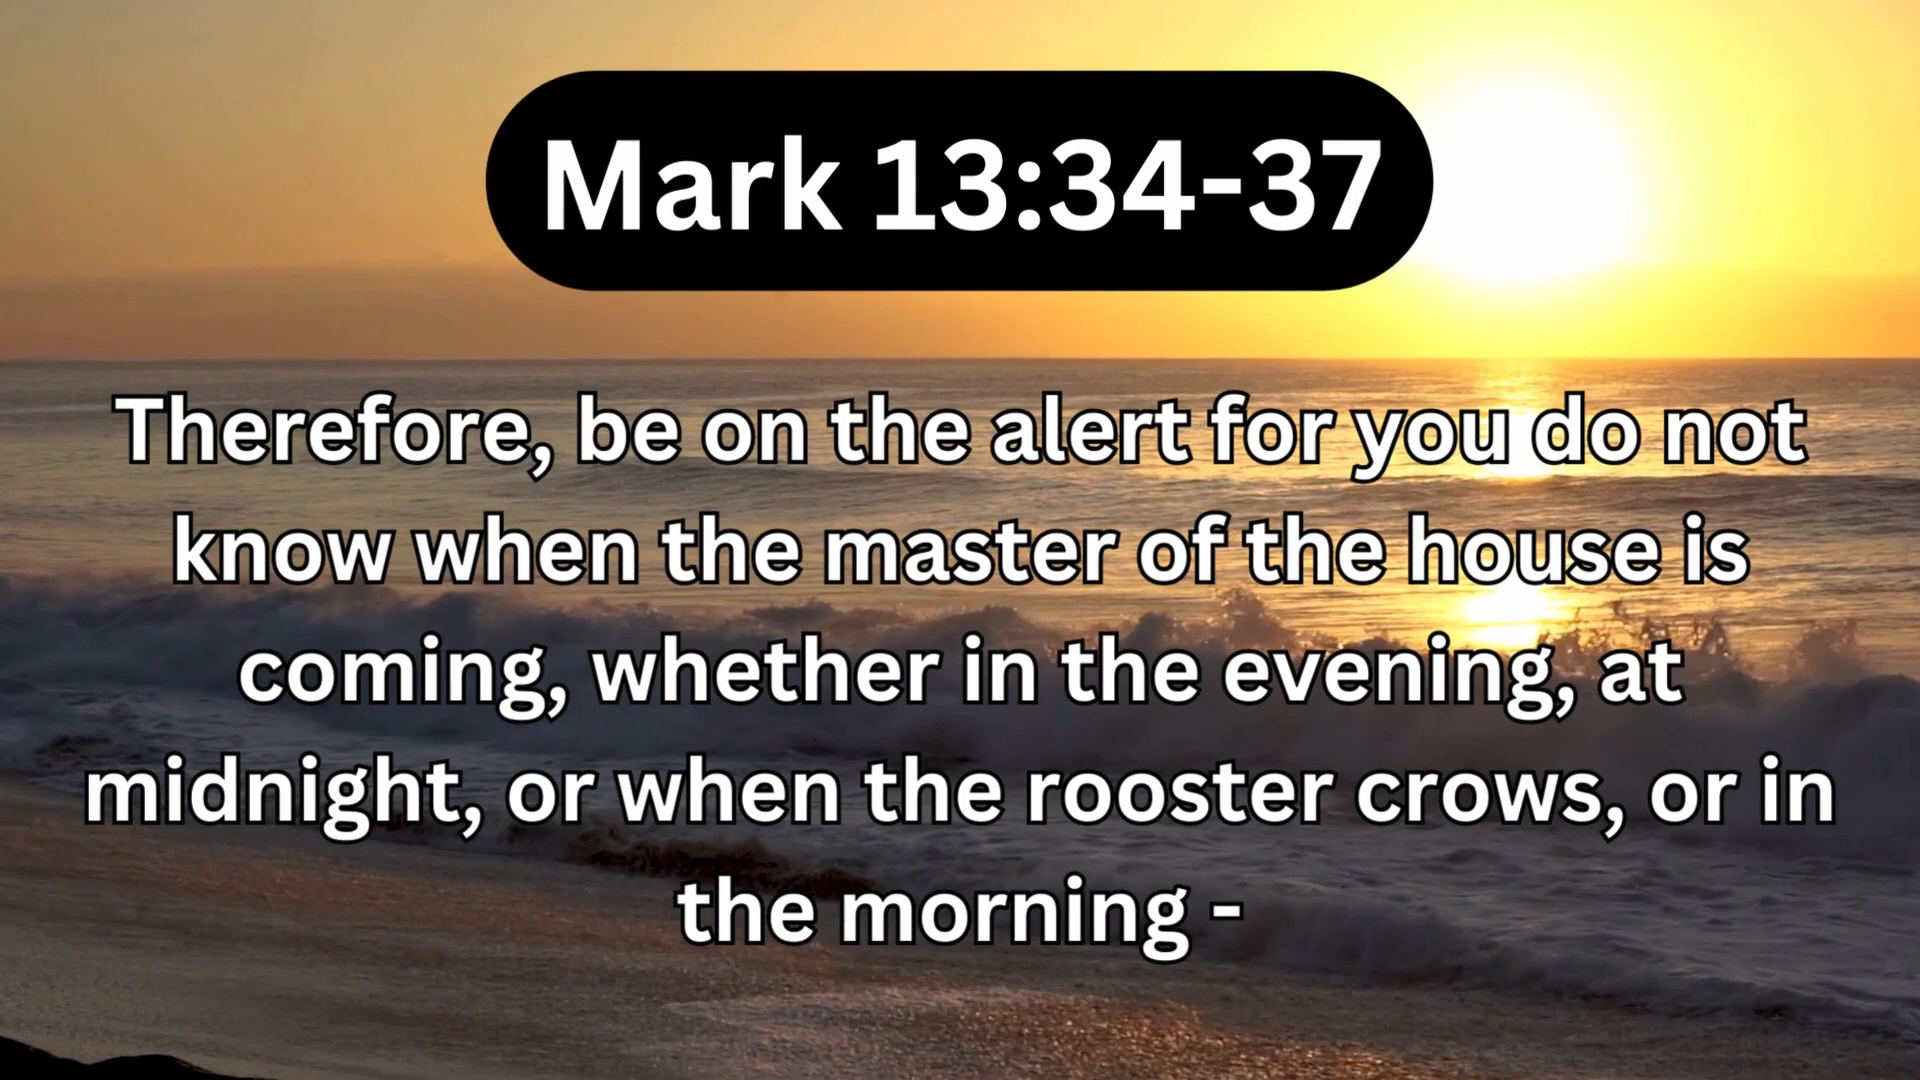 Mark 13:34-37
Therefore, be on the alert for you do not
know when the master of the house is
coming, whether in the evening, at
midnight, or when the rooster crows, or in
the morning -